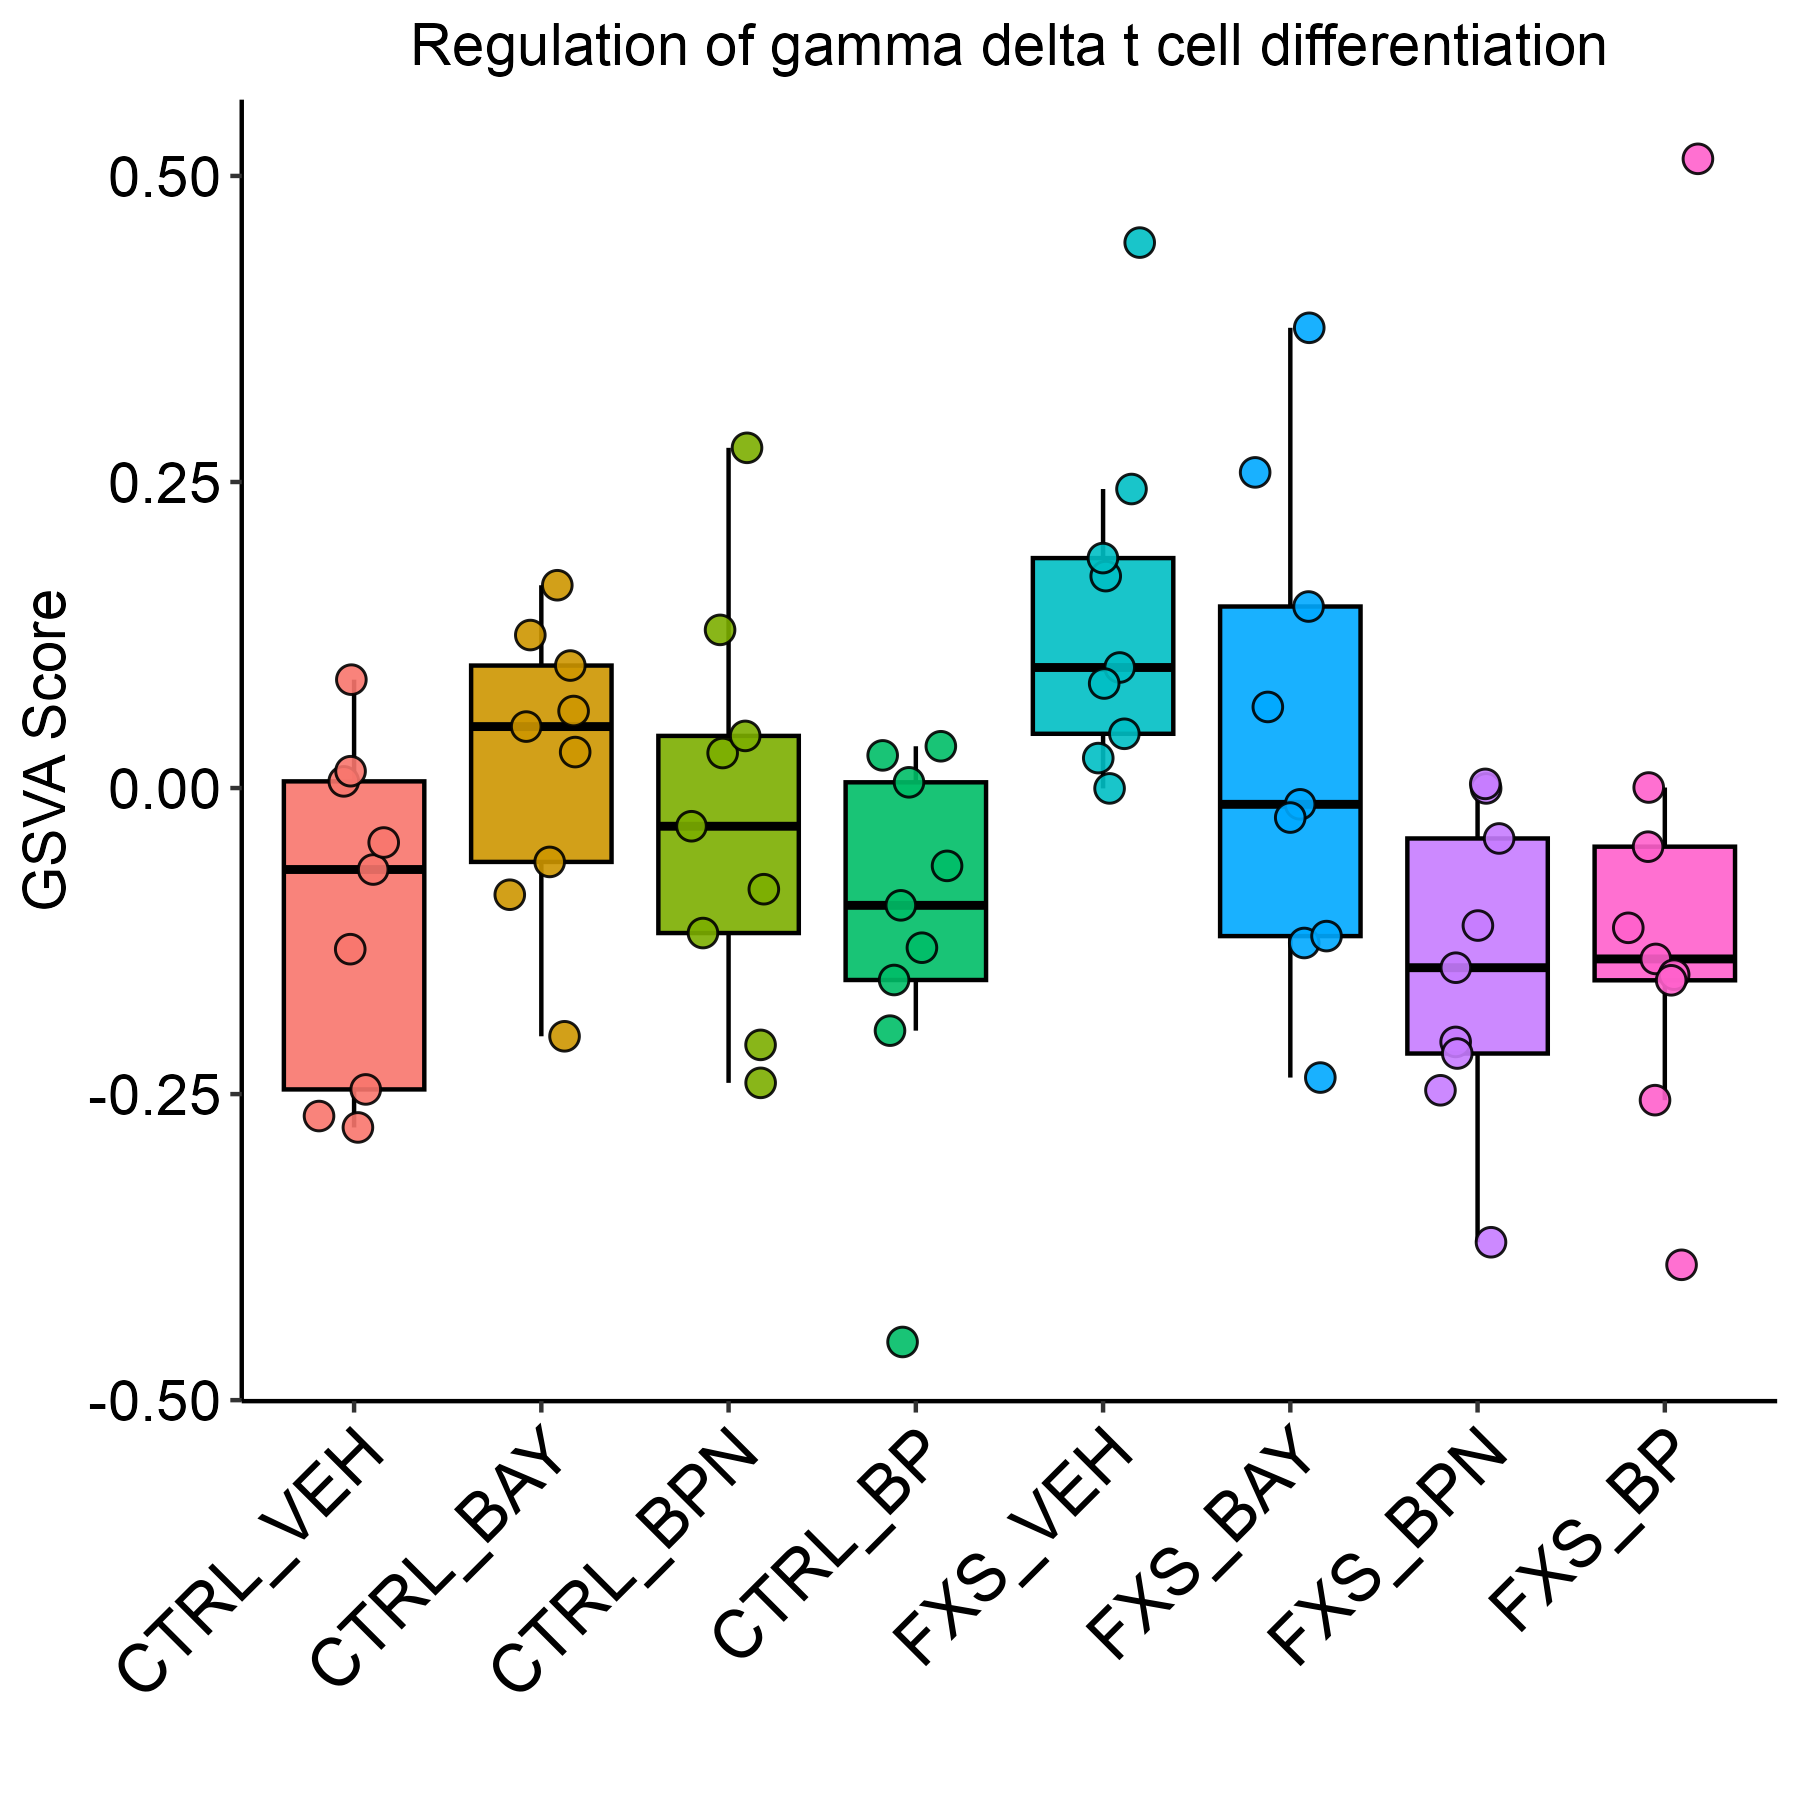 Regulation of gamma delta t cell differentiation
GSVA Score
0.50
0.25
0.00
-0.25
-0.50
CTRL_VEH
CTRL_BAY
CTRL_BPN
CTRL_BP
FXS_VEH
FXS_BAY
FXS_BPN
FXS_BP